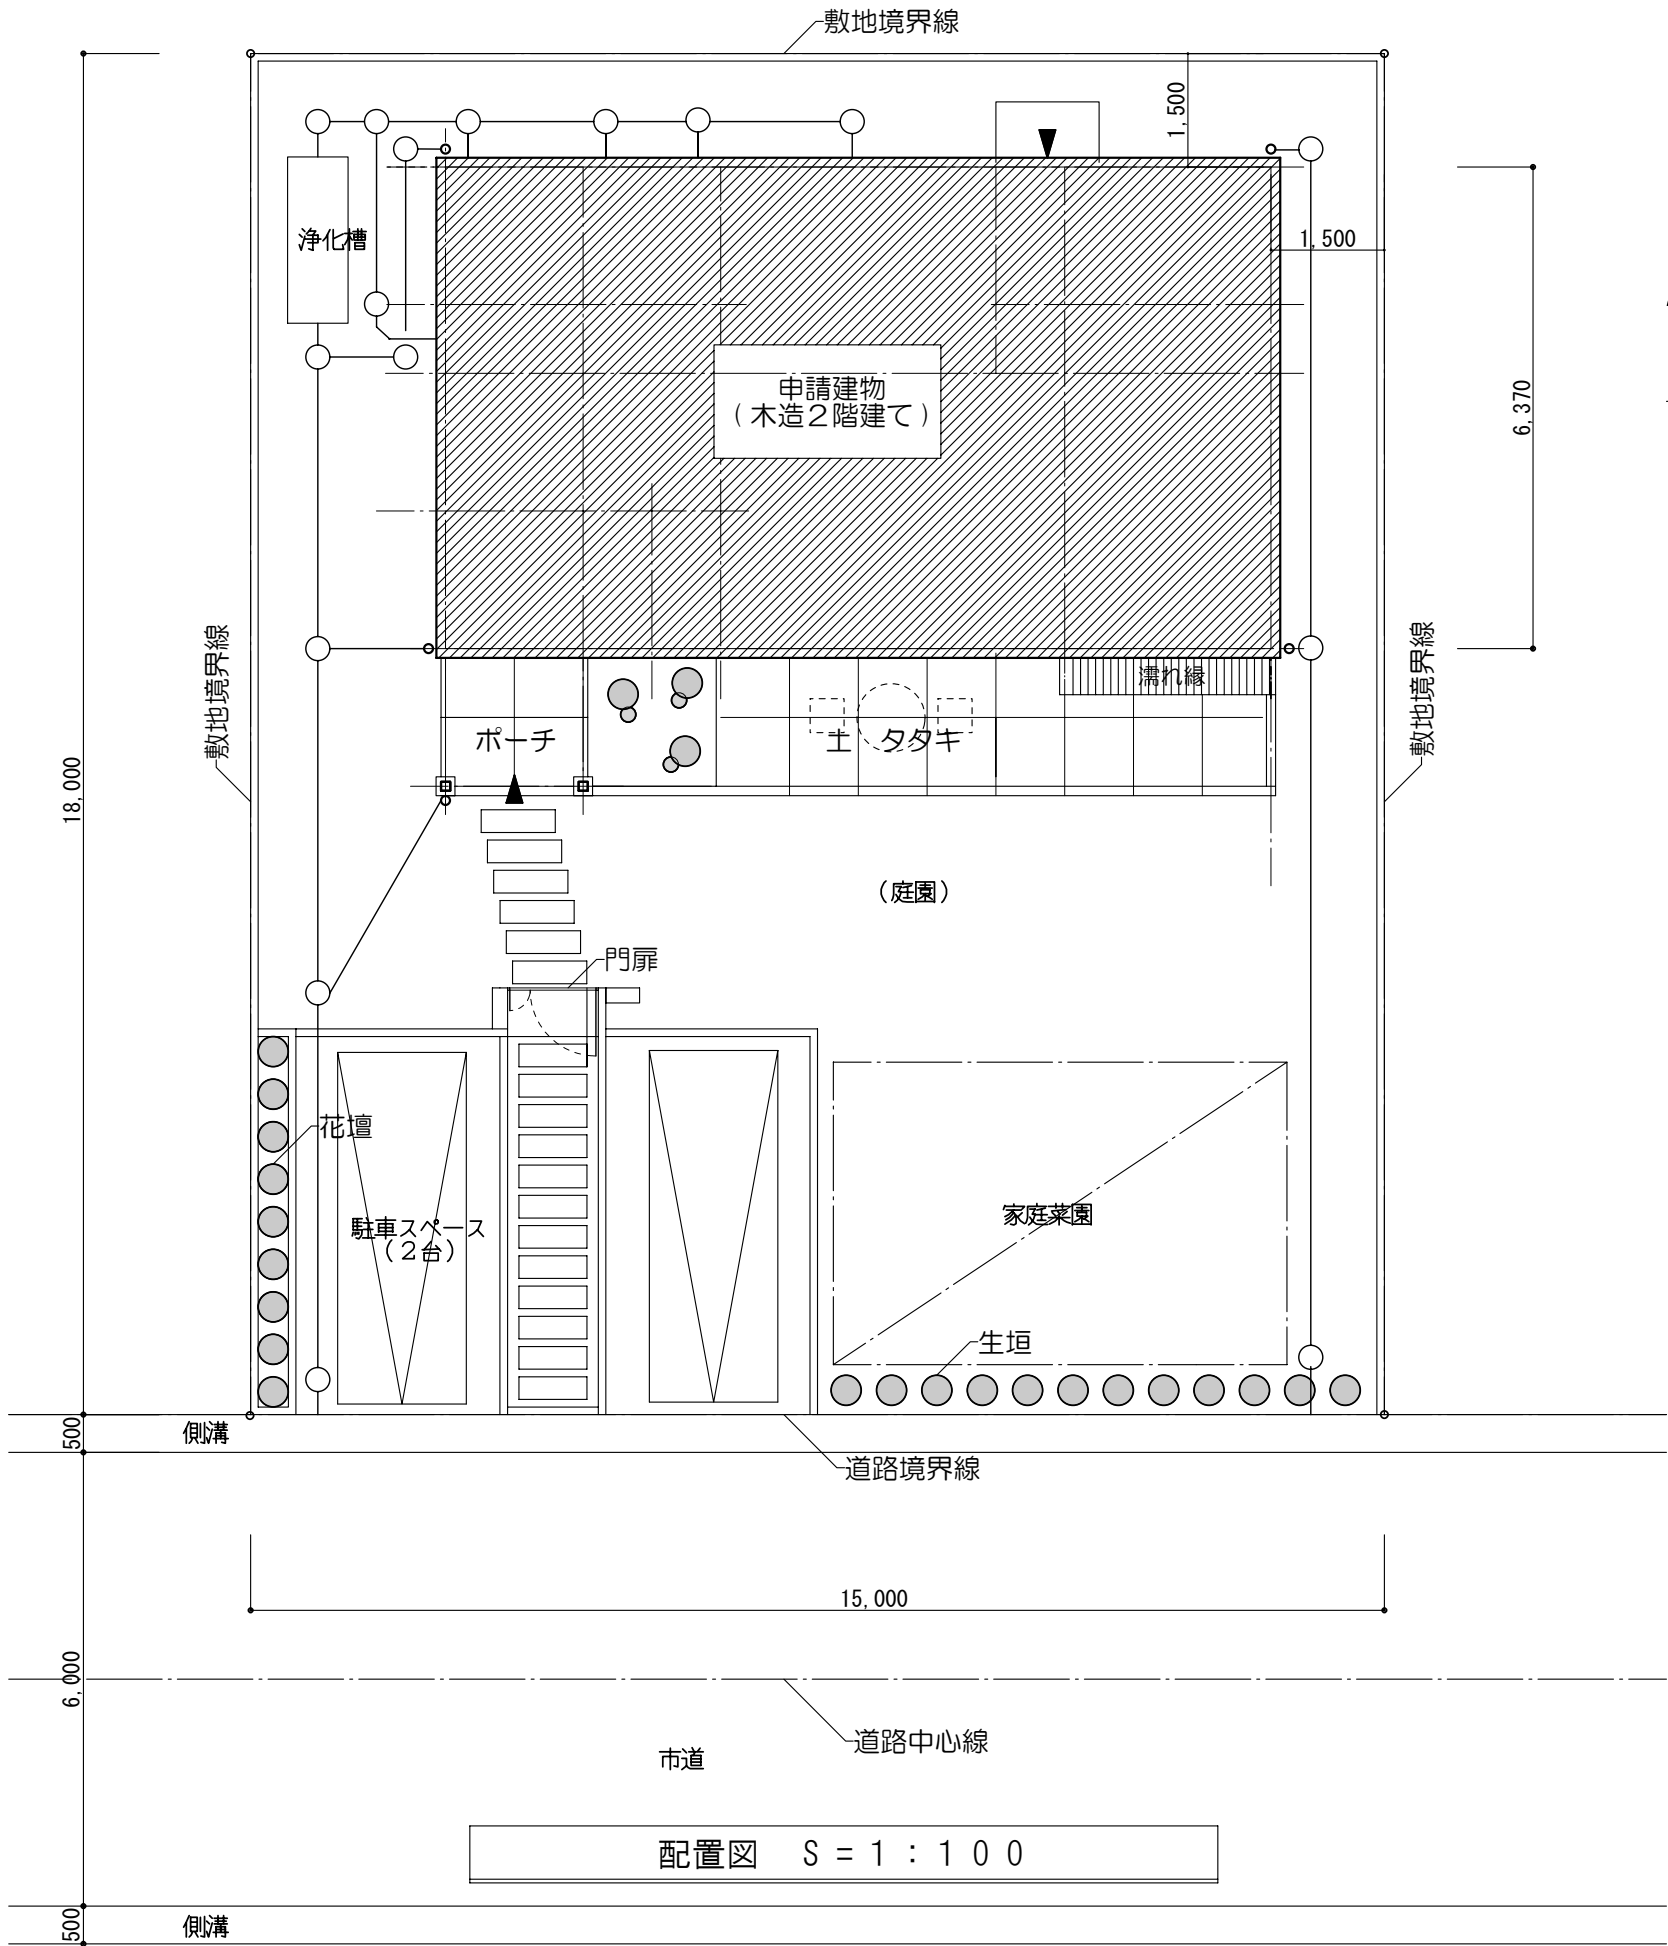 敷地境界線
1,500
浄化槽
1,500
申請建物
(木造2階建て)
6,370
敷地境界線
敷地境界線
濡れ縁
ポーチ
土 タタキ
18,000
(庭園)
門扉
花壇
駐車スペース
(2台)
家庭菜園
生垣
500
側溝
道路境界線
15,000
6,000
道路中心線
市道
配置図 S=1:100
500
側溝